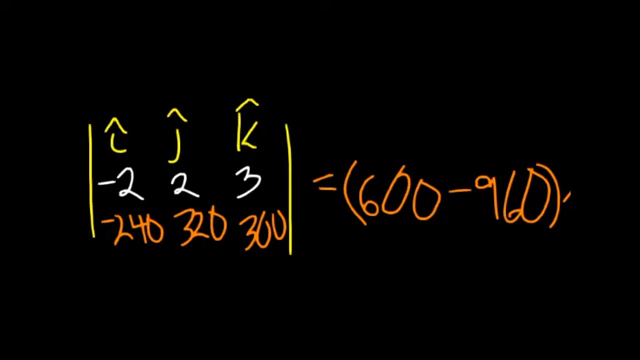 | î ĵ k̂ |
| -2 2 3 | = (600 - 960)
| -240 320 300 |